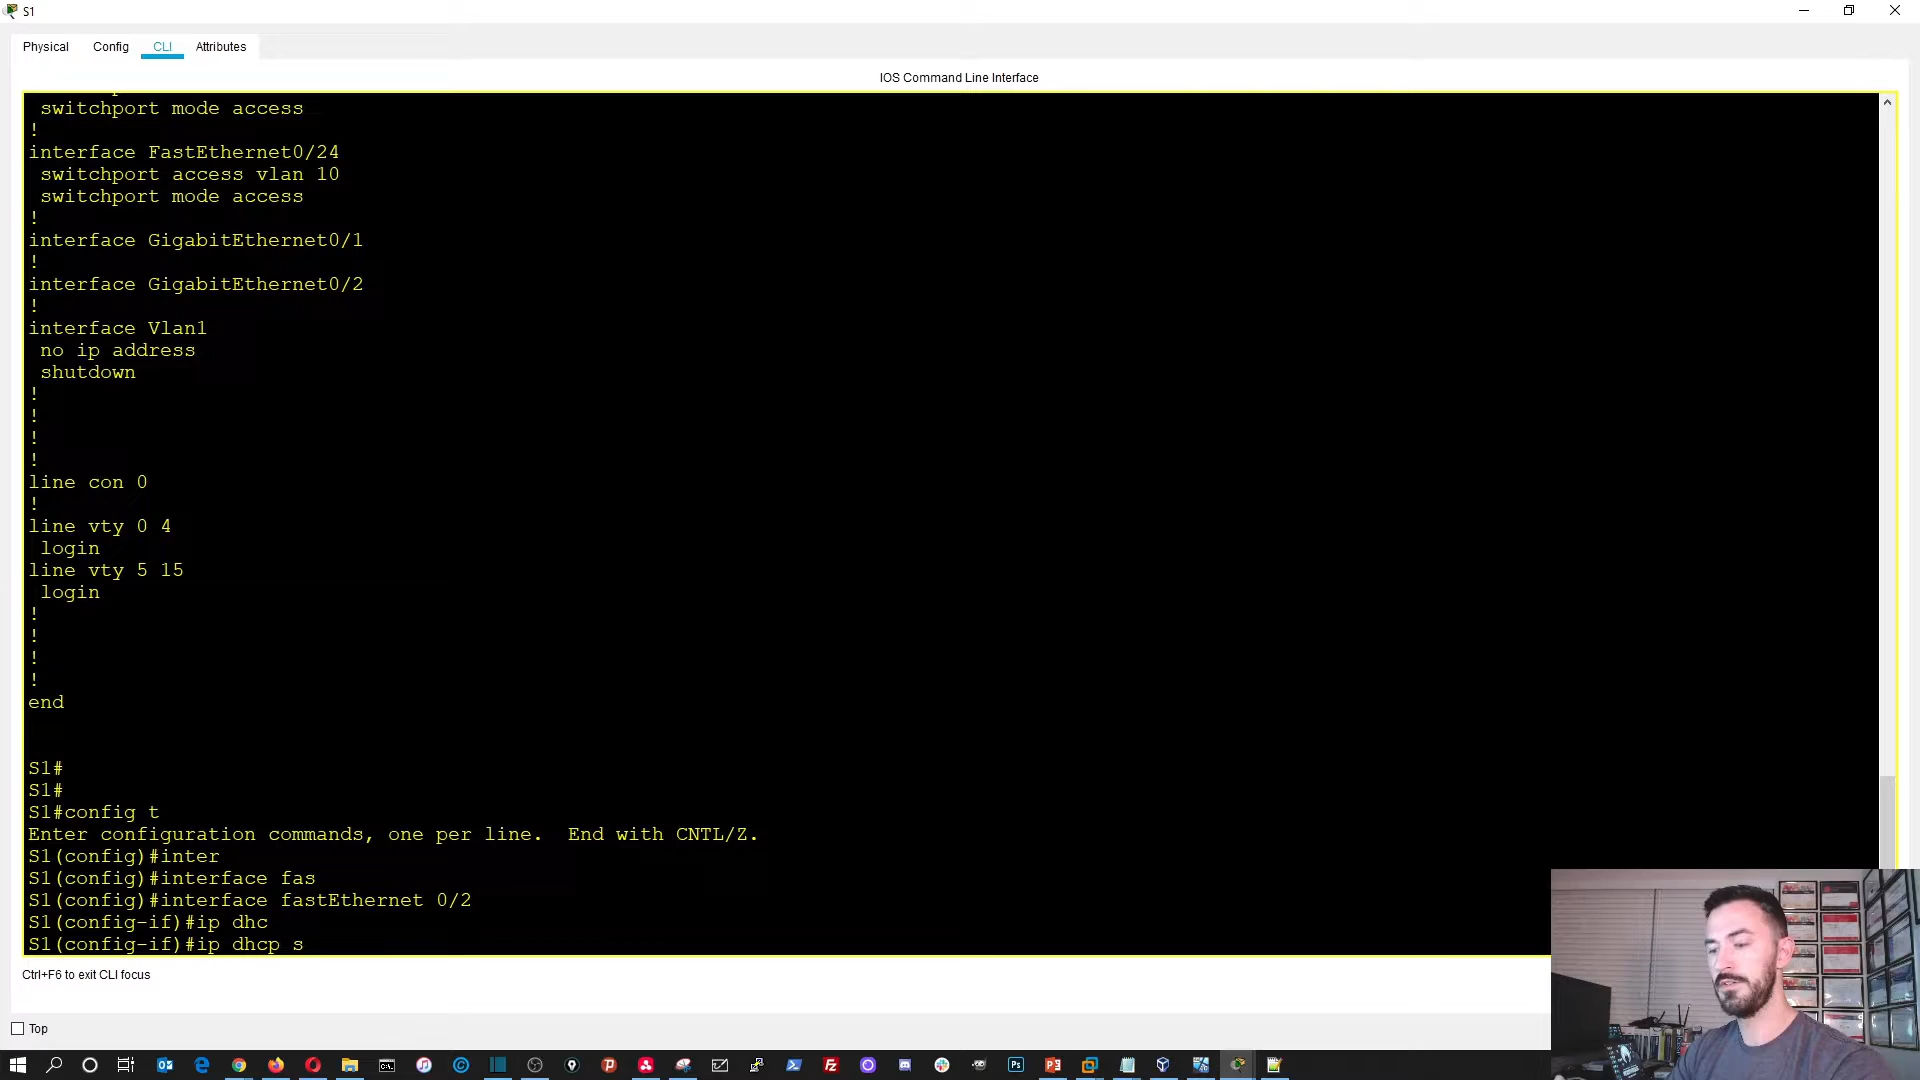 S1
Physical
Config
CLI
Attributes
IOS Command Line Interface
switchport mode access
!
interface FastEthernet0/24
switchport access vlan 10
switchport mode access
!
interface GigabitEthernet0/1
!
interface GigabitEthernet0/2
!
interface Vlan1
no ip address
shutdown
!
!
!
!
line con 0
!
line vty 0 4
login
line vty 5 15
login
!
!
!
!
end
S1#
S1#
S1#config t
Enter configuration commands, one per line.  End with CNTL/Z.
S1(config)#inter
S1(config)#interface fas
S1(config)#interface fastEthernet 0/2
S1(config-if)#ip dhc
S1(config-if)#ip dhcp s
Ctrl+F6 to exit CLI focus
Top